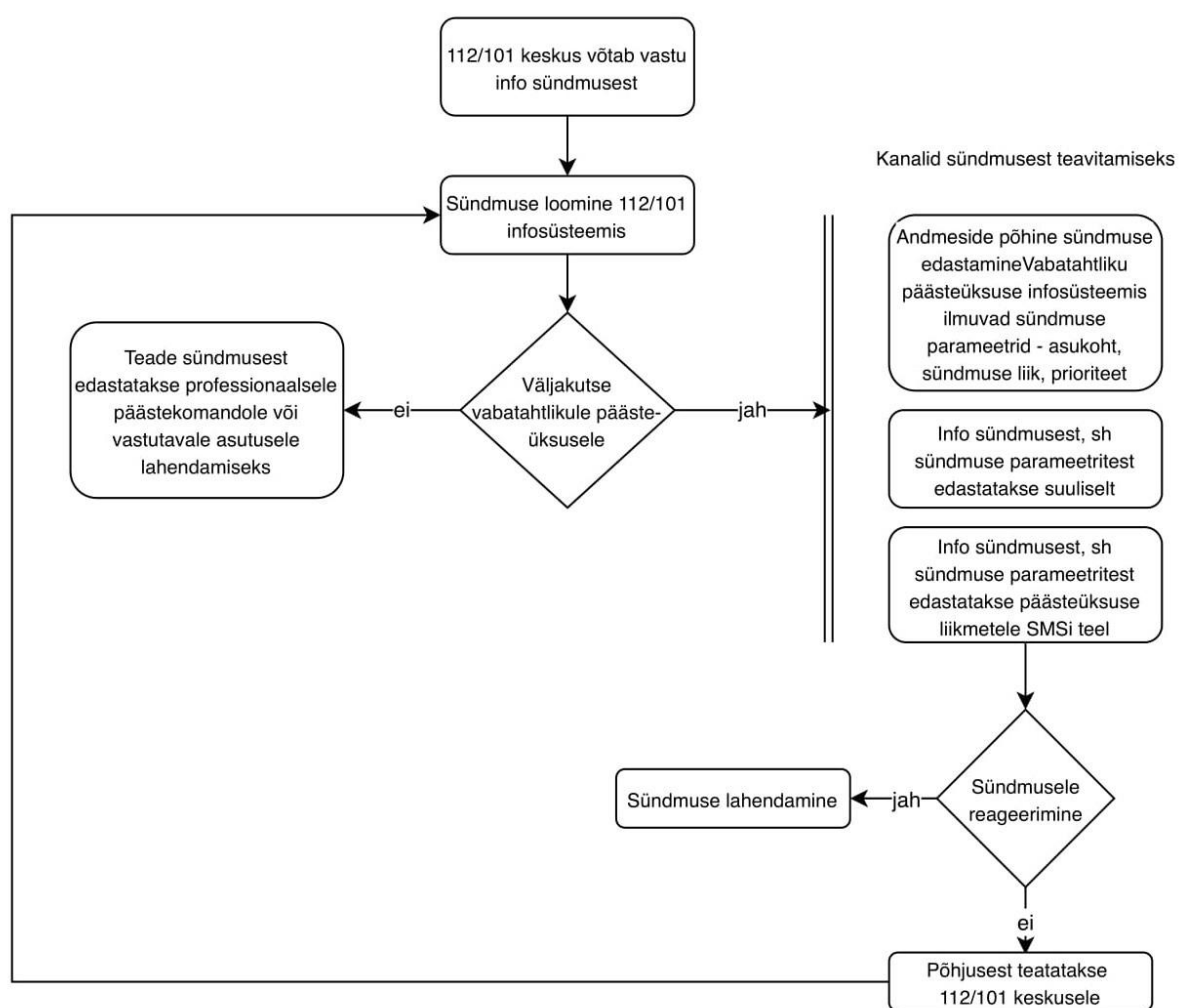 112/101 keskus võtab vastu
info sündmusest
Kanalid sündmusest teavitamiseks
Sündmuse loomine 112/101
infosüsteemis
Andmeside põhine sündmuse
edastamineVabatahtliku
päästeüksuse infosüsteemis
ilmuvad sündmuse
parameetrid - asukoht,
sündmuse liik, prioriteet
Teade sündmusest
edastatakse professionaalsele
päästekomandole või
vastutavale asutusele
lahendamiseks
ei
Väljakutse
vabatahtlikule pääste-
üksusele
jah
Info sündmusest, sh
sündmuse parameetritest
edastatakse suuliselt
Info sündmusest, sh
sündmuse parameetritest
edastatakse päästeüksuse
liikmetele SMSi teel
Sündmuse lahendamine
jah
Sündmusele
reageerimine
ei
Põhjusest teatatakse
112/101 keskusele